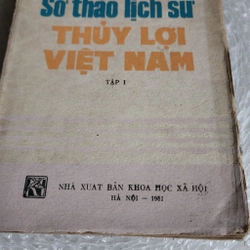 Sơ thảo lịch sử
THỦY LỢI
VIỆT NAM
TẬP I
NHÀ XUẤT BẢN KHOA HỌC XÃ HỘI
HÀ NỘI — 1981